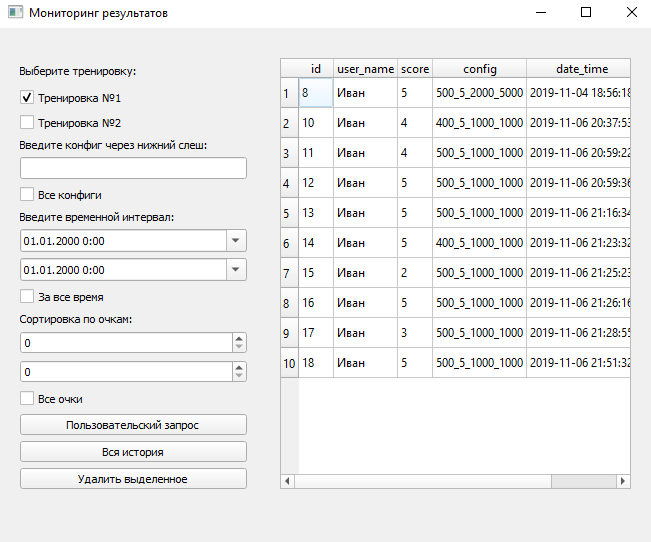 Мониторинг результатов
Выберите тренировку:
Тренировка №1
Тренировка №2
Введите конфиг через нижний слеш:
Все конфиги
Введите временной интервал:
01.01.2000 0:00
01.01.2000 0:00
За все время
Сортировка по очкам:
0
0
Все очки
Пользовательский запрос
Вся история
Удалить выделенное
id user_name score config date_time
1 8 Иван 5 500_5_2000_5000 2019-11-04 18:56:18
2 10 Иван 4 400_5_1000_1000 2019-11-06 20:37:53
3 11 Иван 4 500_5_1000_1000 2019-11-06 20:59:22
4 12 Иван 5 500_5_1000_1000 2019-11-06 20:59:36
5 13 Иван 5 500_5_1000_1000 2019-11-06 21:16:34
6 14 Иван 5 400_5_1000_1000 2019-11-06 21:23:32
7 15 Иван 2 500_5_1000_1000 2019-11-06 21:25:23
8 16 Иван 5 500_5_1000_1000 2019-11-06 21:26:16
9 17 Иван 3 500_5_1000_1000 2019-11-06 21:28:55
10 18 Иван 5 500_5_1000_1000 2019-11-06 21:51:32